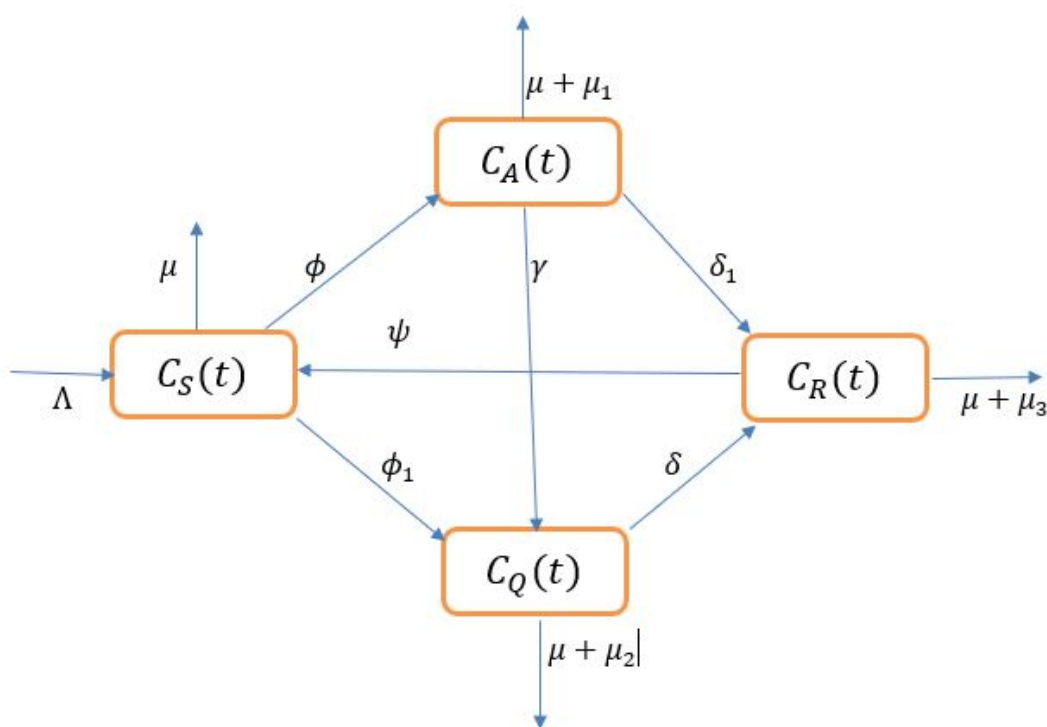 μ + μ₁
C_A(t)
μ
ϕ
γ
δ₁
ψ
C_S(t)
C_R(t)
Λ
μ + μ₃
ϕ₁
δ
C_Q(t)
μ + μ₂|